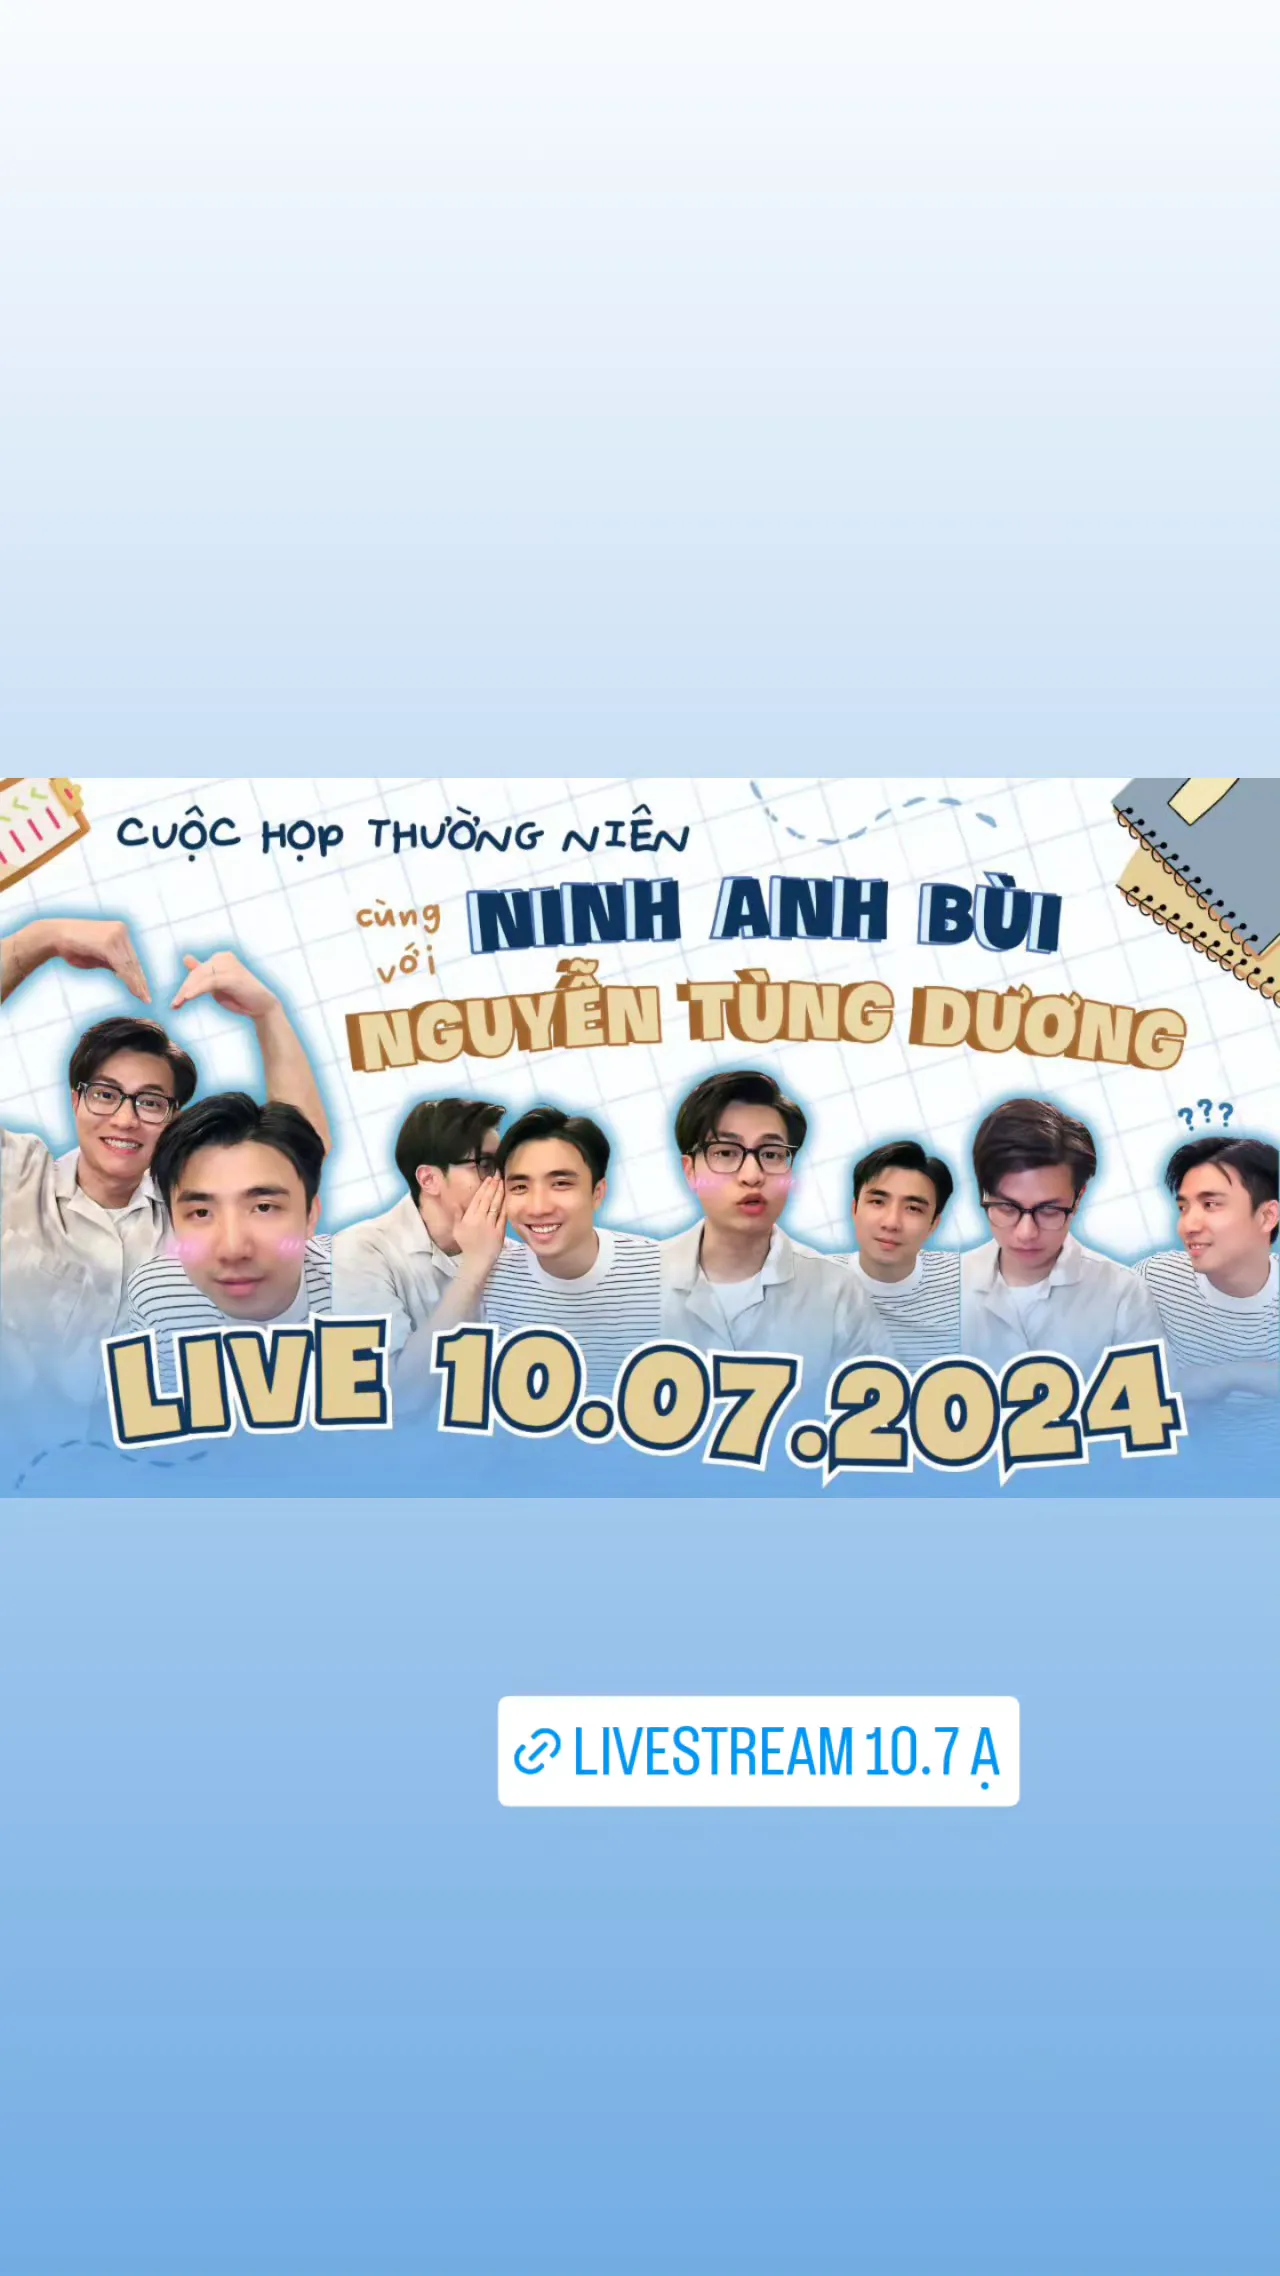 CUỘC HỌP THƯỜNG NIÊN
cùng với
NINH ANH BÙI
NGUYỄN TÙNG DƯƠNG
???
LIVE 10.07.2024
LIVESTREAM 10.7 Ạ